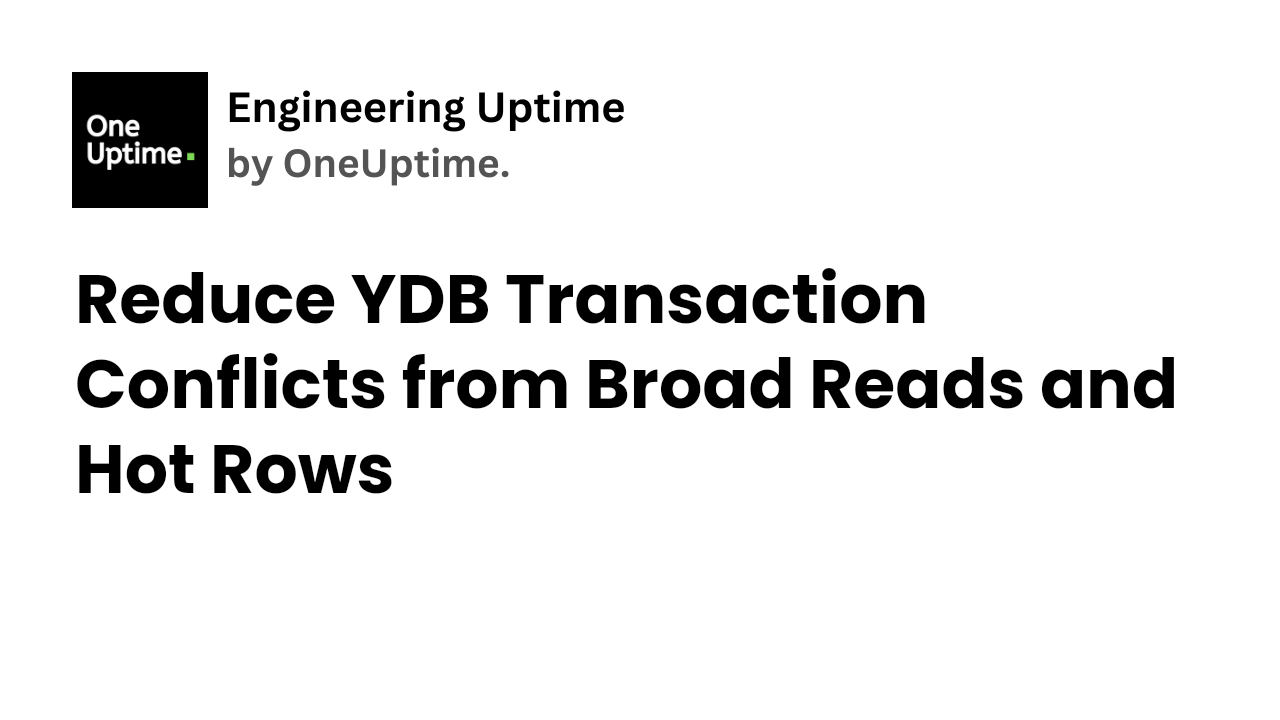 One
Uptime
Engineering Uptime
by OneUptime.
Reduce YDB Transaction
Conflicts from Broad Reads and
Hot Rows